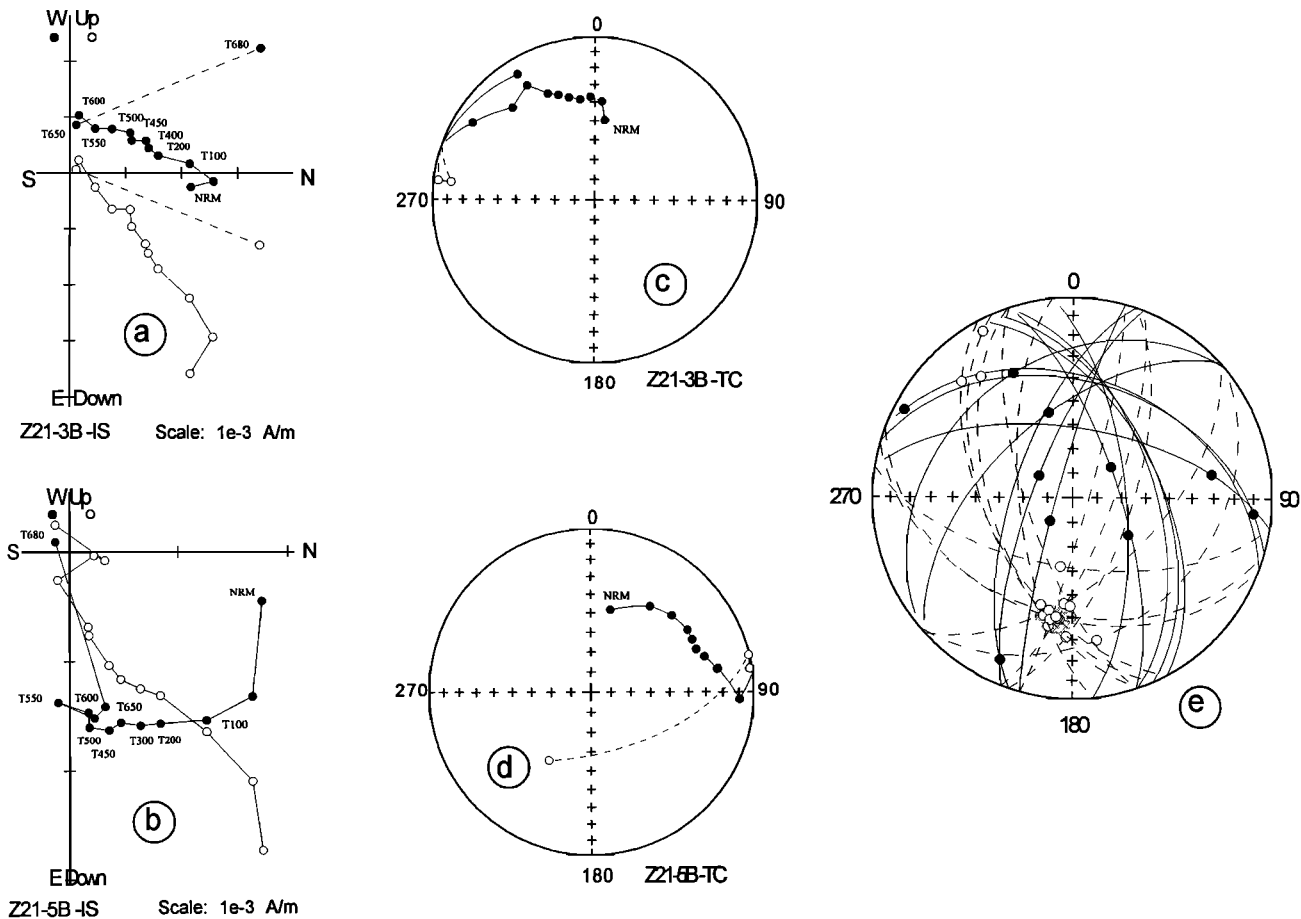 W Up
T680
T600
T650
T500
T450
T550
T400
T200
T100
S
N
NRM
a
E Down
Z21-3B-IS Scale: 1e-3 A/m
0
NRM
270
90
c
180
Z21-3B-TC
W Up
T680
S
N
NRM
T550
T600
T650
T100
T500
T300
T200
T450
b
E Down
Z21-5B-IS Scale: 1e-3 A/m
0
NRM
270
90
d
180
Z21-5B-TC
0
270
90
180
e